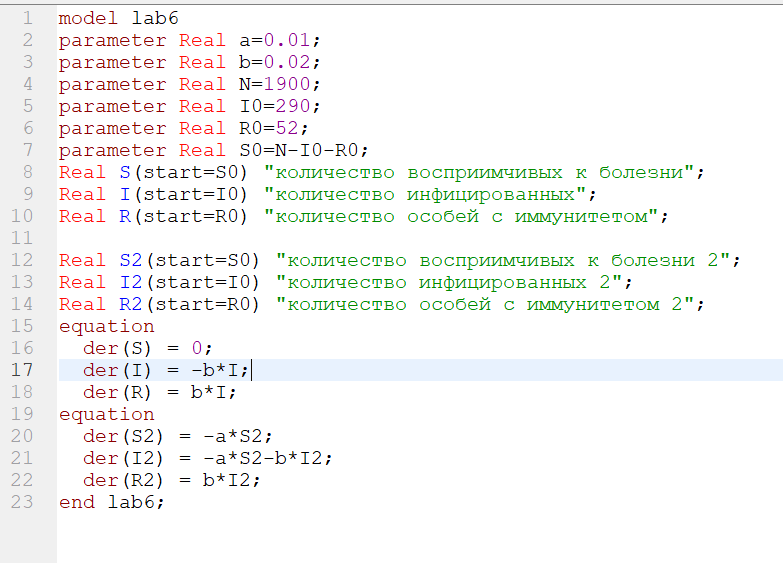 1 model lab6
2 parameter Real a=0.01;
3 parameter Real b=0.02;
4 parameter Real N=1900;
5 parameter Real I0=290;
6 parameter Real R0=52;
7 parameter Real S0=N-I0-R0;
8 Real S(start=S0) "количество восприимчивых к болезни";
9 Real I(start=I0) "количество инфицированных";
10 Real R(start=R0) "количество особей с иммунитетом";
11
12 Real S2(start=S0) "количество восприимчивых к болезни 2";
13 Real I2(start=I0) "количество инфицированных 2";
14 Real R2(start=R0) "количество особей с иммунитетом 2";
15 equation
16   der(S) = 0;
17   der(I) = -b*I;
18   der(R) = b*I;
19 equation
20   der(S2) = -a*S2;
21   der(I2) = -a*S2-b*I2;
22   der(R2) = b*I2;
23 end lab6;